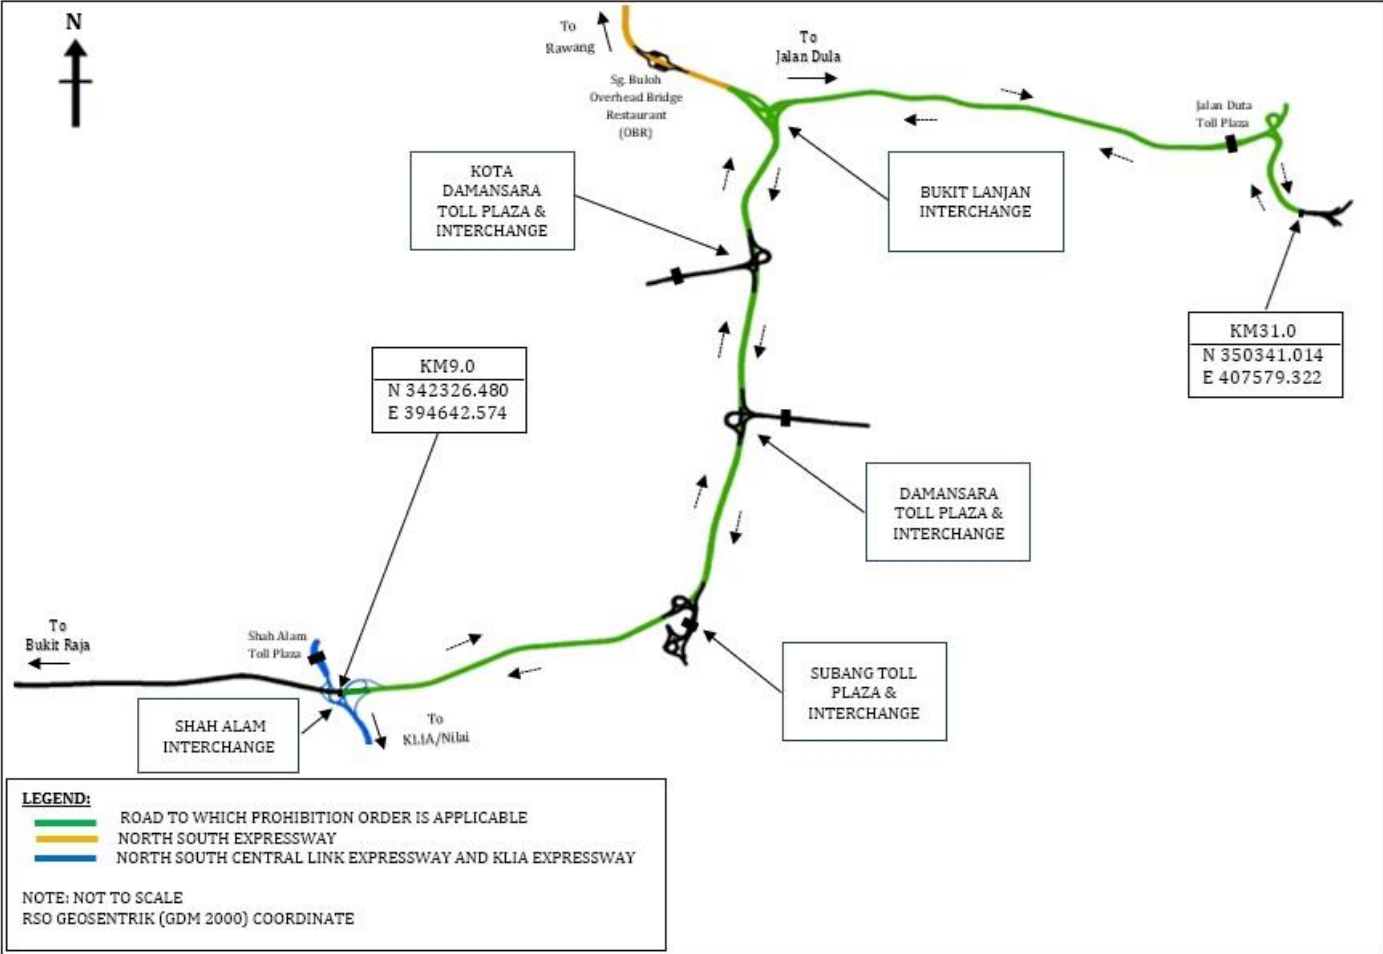 N
To
Rawang
Sg. Buloh
Overhead Bridge
Restaurant
(OBR)
To
Jalan Dula
Jalan Duta
Toll Plaza
KOTA
DAMANSARA
TOLL PLAZA &
INTERCHANGE
BUKIT LANJAN
INTERCHANGE
KM31.0
N 350341.014
E 407579.322
KM9.0
N 342326.480
E 394642.574
DAMANSARA
TOLL PLAZA &
INTERCHANGE
To
Bukit Raja
Shah Alam
Toll Plaza
SUBANG TOLL
PLAZA &
INTERCHANGE
SHAH ALAM
INTERCHANGE
To
KLIA/Nilai
LEGEND:
ROAD TO WHICH PROHIBITION ORDER IS APPLICABLE
NORTH SOUTH EXPRESSWAY
NORTH SOUTH CENTRAL LINK EXPRESSWAY AND KLIA EXPRESSWAY
NOTE: NOT TO SCALE
RSO GEOSENTRIK (GDM 2000) COORDINATE